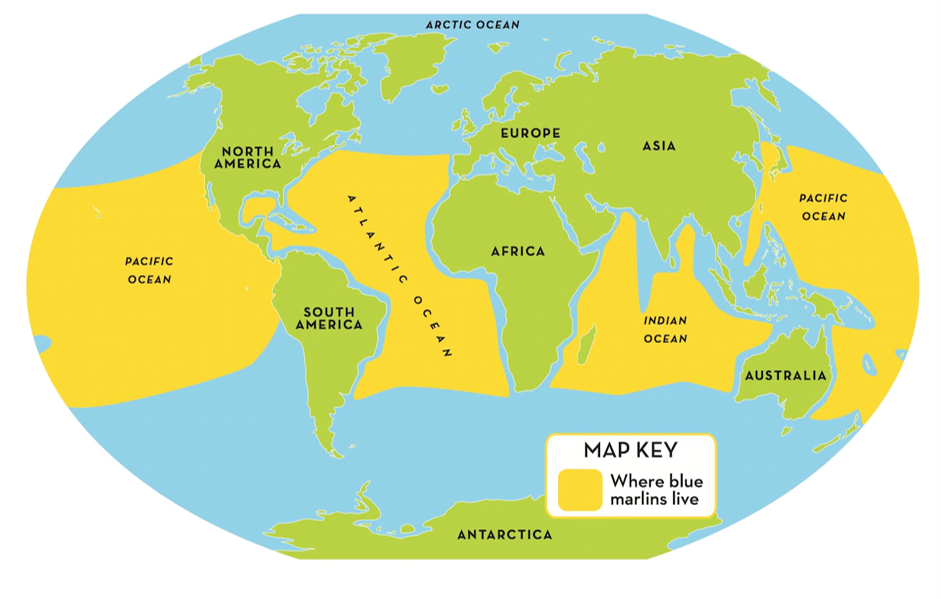 ARCTIC OCEAN
NORTH
AMERICA
EUROPE
ASIA
ATLANTIC OCEAN
PACIFIC
OCEAN
PACIFIC
OCEAN
AFRICA
SOUTH
AMERICA
INDIAN
OCEAN
AUSTRALIA
MAP KEY
Where blue
marlins live
ANTARCTICA